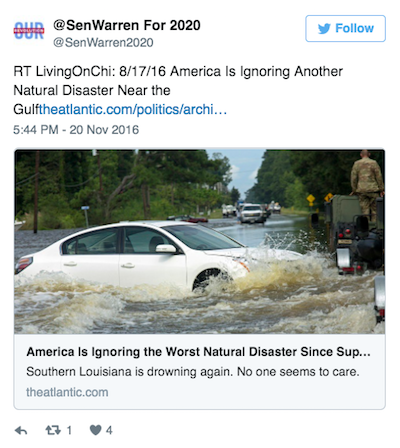 OUR
REVOLUTION
@SenWarren For 2020
@SenWarren2020
Follow
RT LivingOnChi: 8/17/16 America Is Ignoring Another
Natural Disaster Near the
Gulftheatlantic.com/politics/archi…
5:44 PM - 20 Nov 2016
America Is Ignoring the Worst Natural Disaster Since Sup...
Southern Louisiana is drowning again. No one seems to care.
theatlantic.com
1
4